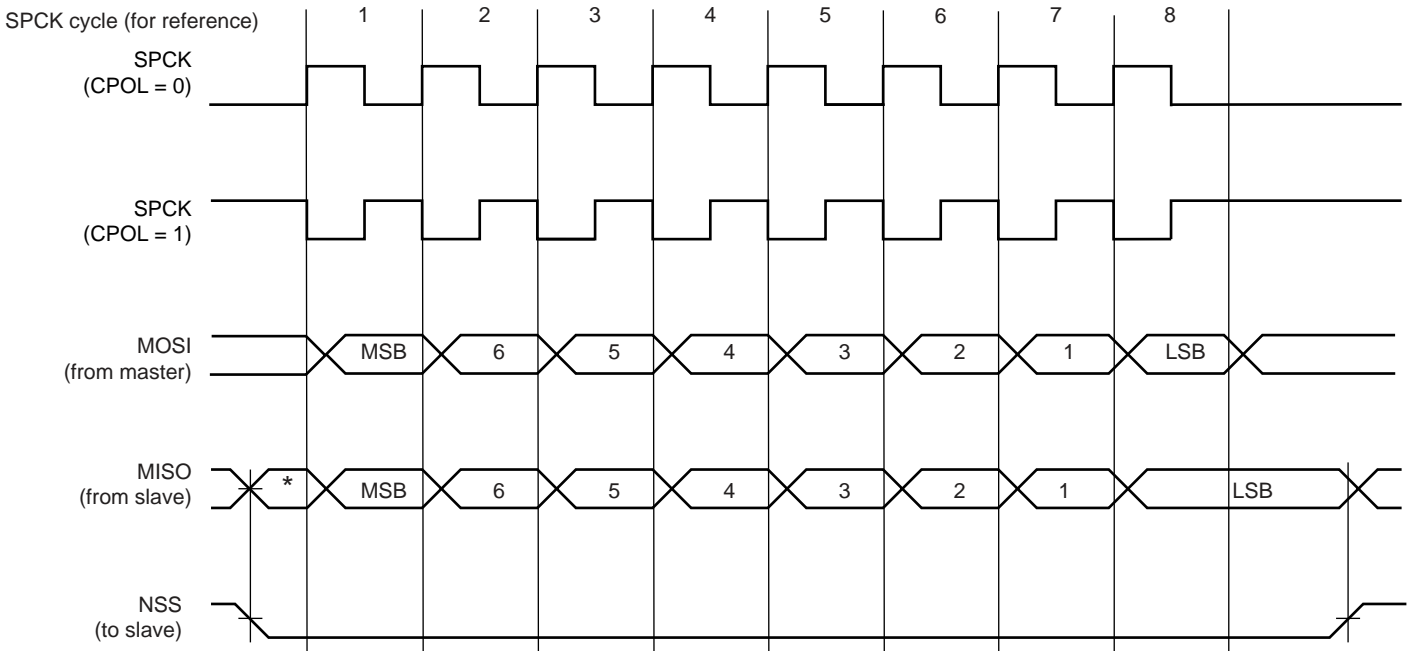 SPCK cycle (for reference) 1 2 3 4 5 6 7 8
SPCK
(CPOL = 0)
SPCK
(CPOL = 1)
MOSI
(from master)
MSB 6 5 4 3 2 1 LSB
MISO
(from slave)
* MSB 6 5 4 3 2 1 LSB
NSS
(to slave)